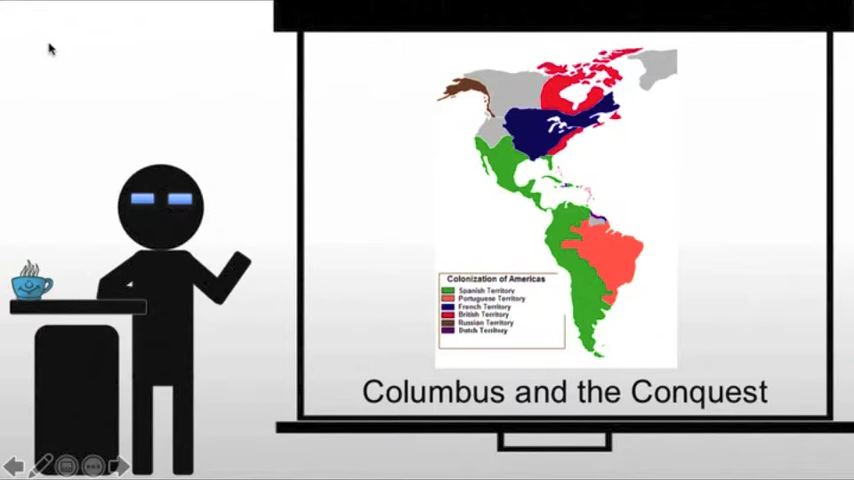 Colonization of Americas
Spanish Territory
Portuguese Territory
French Territory
British Territory
Russian Territory
Dutch Territory
Columbus and the Conquest